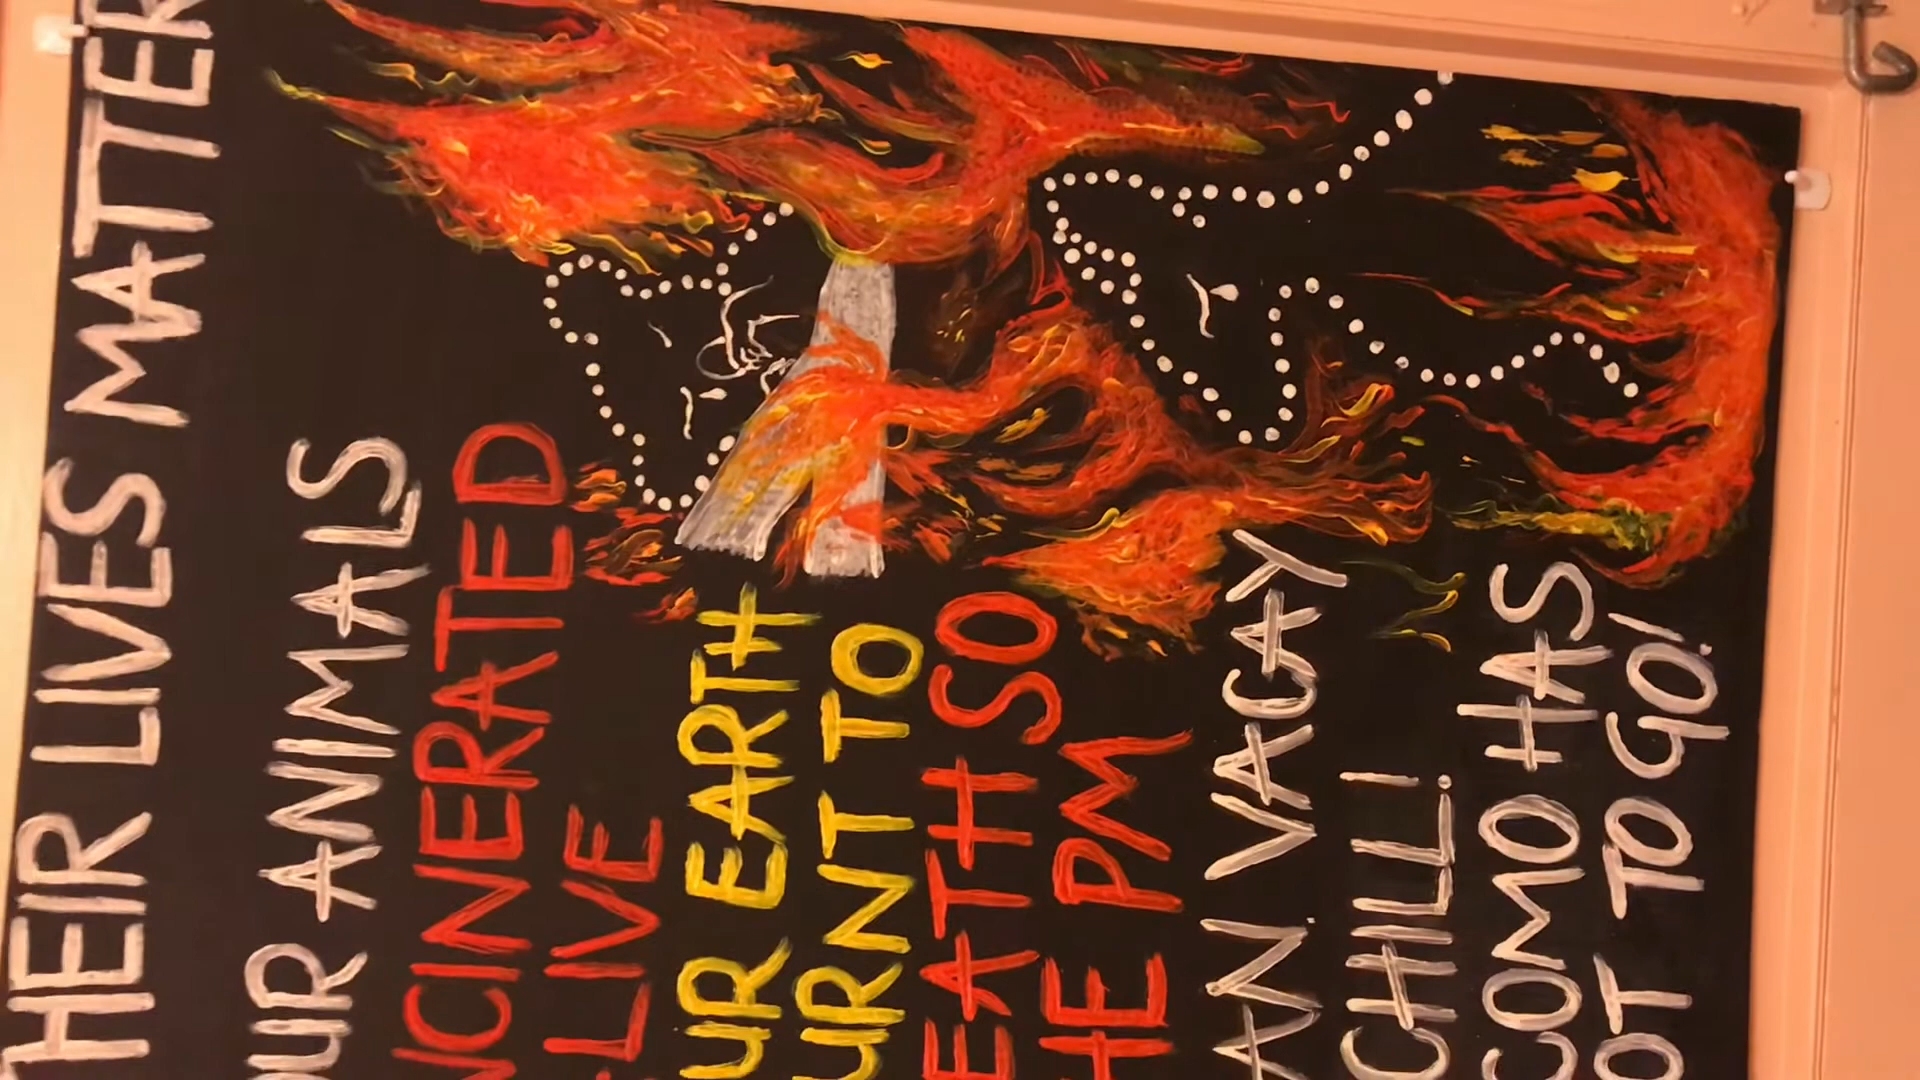 HEIR LIVES MATTER
OUR ANIMALS
NCINERATED
LIVE
UR EARTH
URNT TO
EATH SO
HE PM
AN VACAY
CHILL!
COMO HAS
OT TO GO!